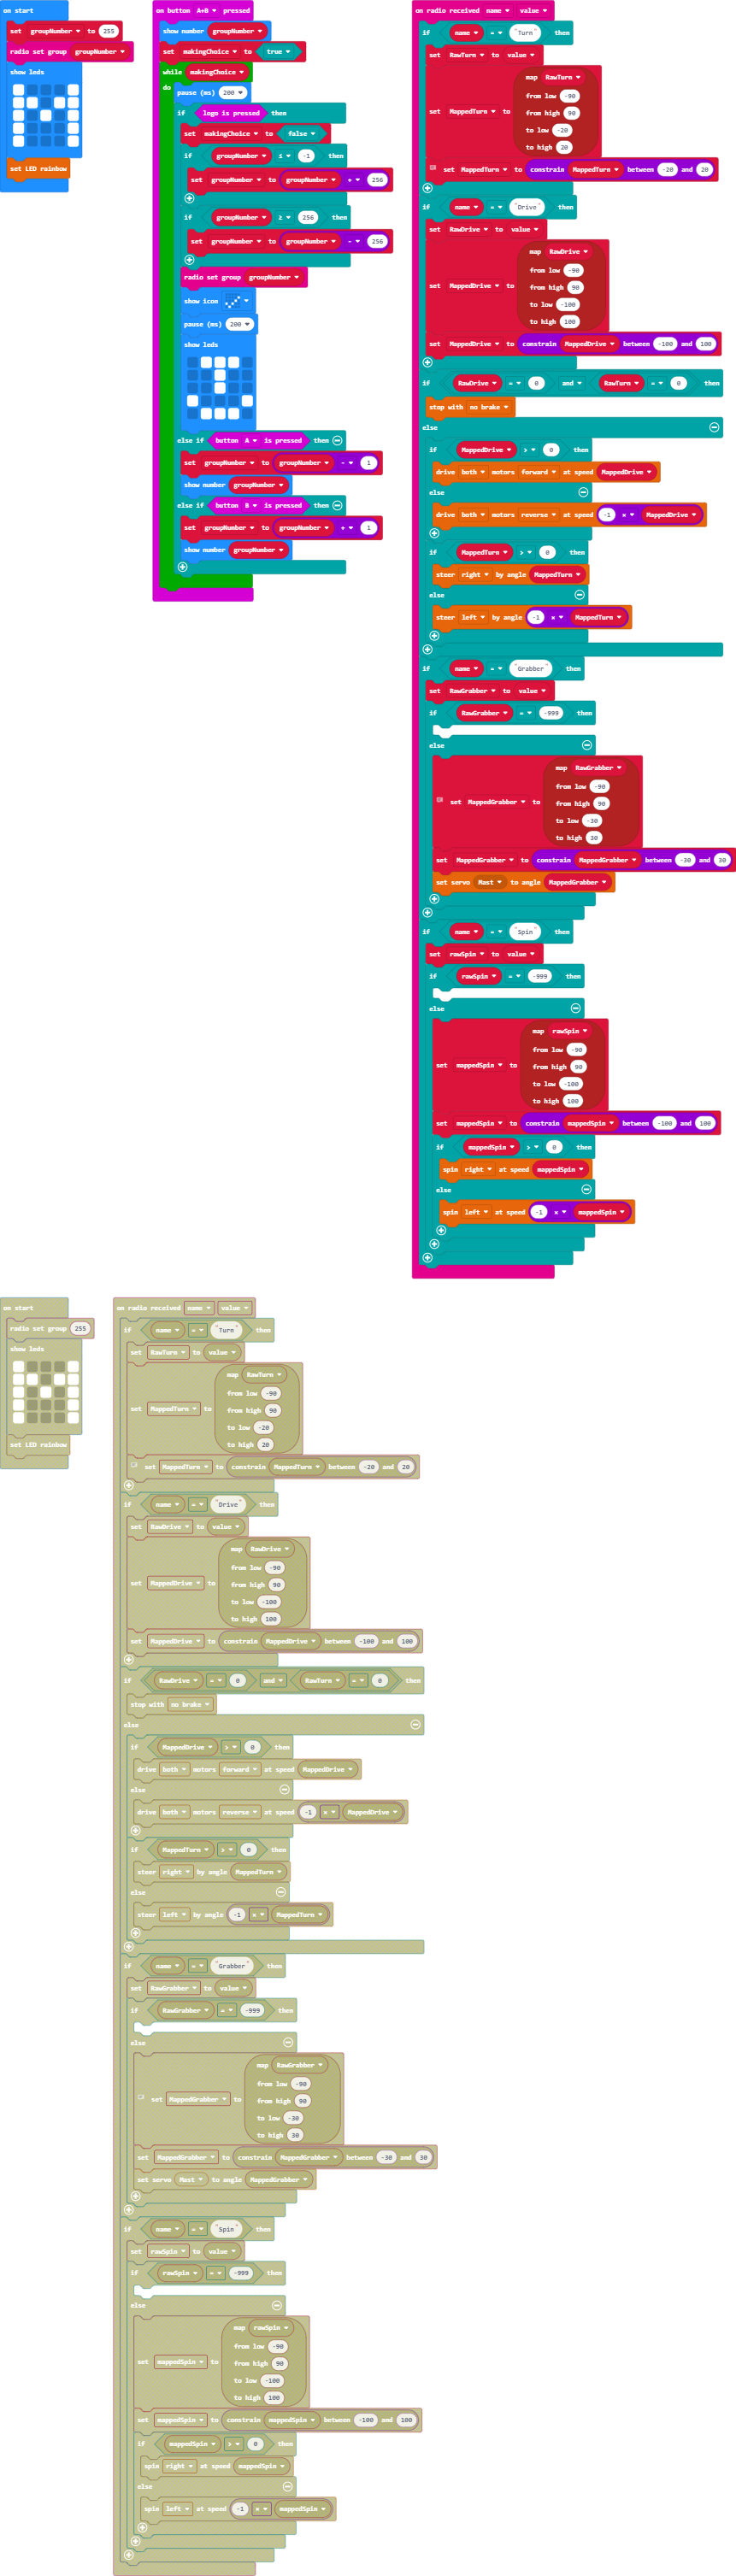 on start
set groupNumber to 255
radio set group groupNumber
show leds
set LED rainbow
on button A+B pressed
show number groupNumber
set makingChoice to true
while makingChoice
do
pause (ms) 200
if logo is pressed then
set makingChoice to false
if groupNumber ≤ -1 then
set groupNumber to groupNumber + 256
if groupNumber ≥ 256 then
set groupNumber to groupNumber - 256
radio set group groupNumber
show icon
pause (ms) 200
show leds
else if button A is pressed then
set groupNumber to groupNumber - 1
show number groupNumber
else if button B is pressed then
set groupNumber to groupNumber + 1
show number groupNumber
on radio received name value
if name = "Turn" then
set RawTurn to value
set MappedTurn to
map RawTurn
from low -90
from high 90
to low -20
to high 20
set MappedTurn to constrain MappedTurn between -20 and 20
if name = "Drive" then
set RawDrive to value
set MappedDrive to
map RawDrive
from low -90
from high 90
to low -100
to high 100
set MappedDrive to constrain MappedDrive between -100 and 100
if RawDrive = 0 and RawTurn = 0 then
stop with no brake
else
if MappedDrive > 0 then
drive both motors forward at speed MappedDrive
else
drive both motors reverse at speed -1 × MappedDrive
if MappedTurn > 0 then
steer right by angle MappedTurn
else
steer left by angle -1 × MappedTurn
if name = "Grabber" then
set RawGrabber to value
if RawGrabber = -999 then
else
set MappedGrabber to
map RawGrabber
from low -90
from high 90
to low -30
to high 30
set MappedGrabber to constrain MappedGrabber between -30 and 30
set servo Mast to angle MappedGrabber
if name = "Spin" then
set rawSpin to value
if rawSpin = -999 then
else
set mappedSpin to
map rawSpin
from low -90
from high 90
to low -100
to high 100
set mappedSpin to constrain mappedSpin between -100 and 100
if mappedSpin > 0 then
spin right at speed mappedSpin
else
spin left at speed -1 × mappedSpin
on start
radio set group 255
show leds
set LED rainbow
on radio received name value
if name = "Turn" then
set RawTurn to value
set MappedTurn to
map RawTurn
from low -90
from high 90
to low -20
to high 20
set MappedTurn to constrain MappedTurn between -20 and 20
if name = "Drive" then
set RawDrive to value
set MappedDrive to
map RawDrive
from low -90
from high 90
to low -100
to high 100
set MappedDrive to constrain MappedDrive between -100 and 100
if RawDrive = 0 and RawTurn = 0 then
stop with no brake
else
if MappedDrive > 0 then
drive both motors forward at speed MappedDrive
else
drive both motors reverse at speed -1 × MappedDrive
if MappedTurn > 0 then
steer right by angle MappedTurn
else
steer left by angle -1 × MappedTurn
if name = "Grabber" then
set RawGrabber to value
if RawGrabber = -999 then
else
set MappedGrabber to
map RawGrabber
from low -90
from high 90
to low -30
to high 30
set MappedGrabber to constrain MappedGrabber between -30 and 30
set servo Mast to angle MappedGrabber
if name = "Spin" then
set rawSpin to value
if rawSpin = -999 then
else
set mappedSpin to
map rawSpin
from low -90
from high 90
to low -100
to high 100
set mappedSpin to constrain mappedSpin between -100 and 100
if mappedSpin > 0 then
spin right at speed mappedSpin
else
spin left at speed -1 × mappedSpin